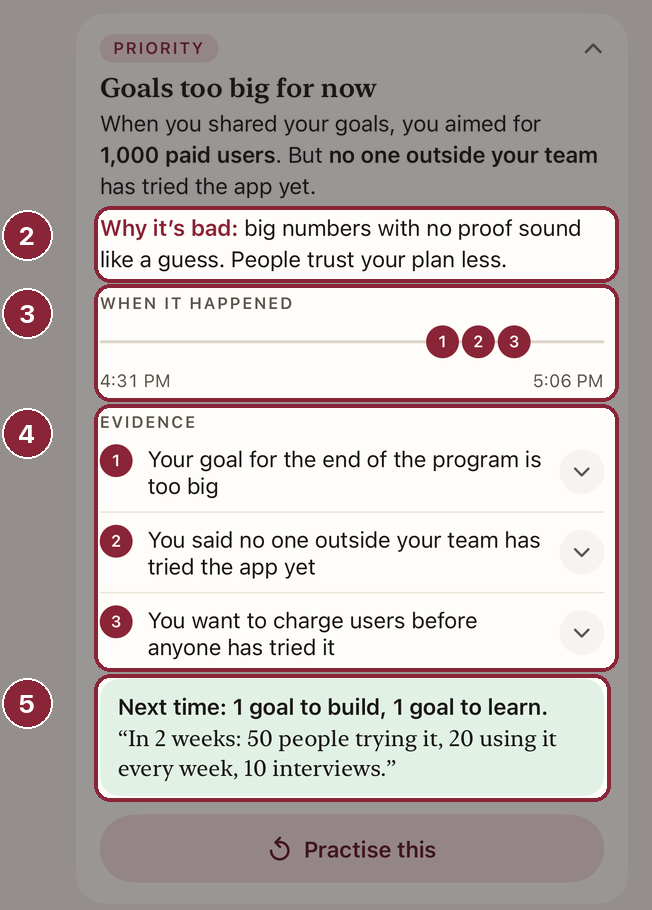 PRIORITY
Goals too big for now
When you shared your goals, you aimed for
1,000 paid users. But no one outside your team
has tried the app yet.
2
Why it’s bad: big numbers with no proof sound
like a guess. People trust your plan less.
3
WHEN IT HAPPENED
1 2 3
4:31 PM 5:06 PM
4
EVIDENCE
1 Your goal for the end of the program is
too big
2 You said no one outside your team has
tried the app yet
3 You want to charge users before
anyone has tried it
5
Next time: 1 goal to build, 1 goal to learn.
“In 2 weeks: 50 people trying it, 20 using it
every week, 10 interviews.”
Practise this